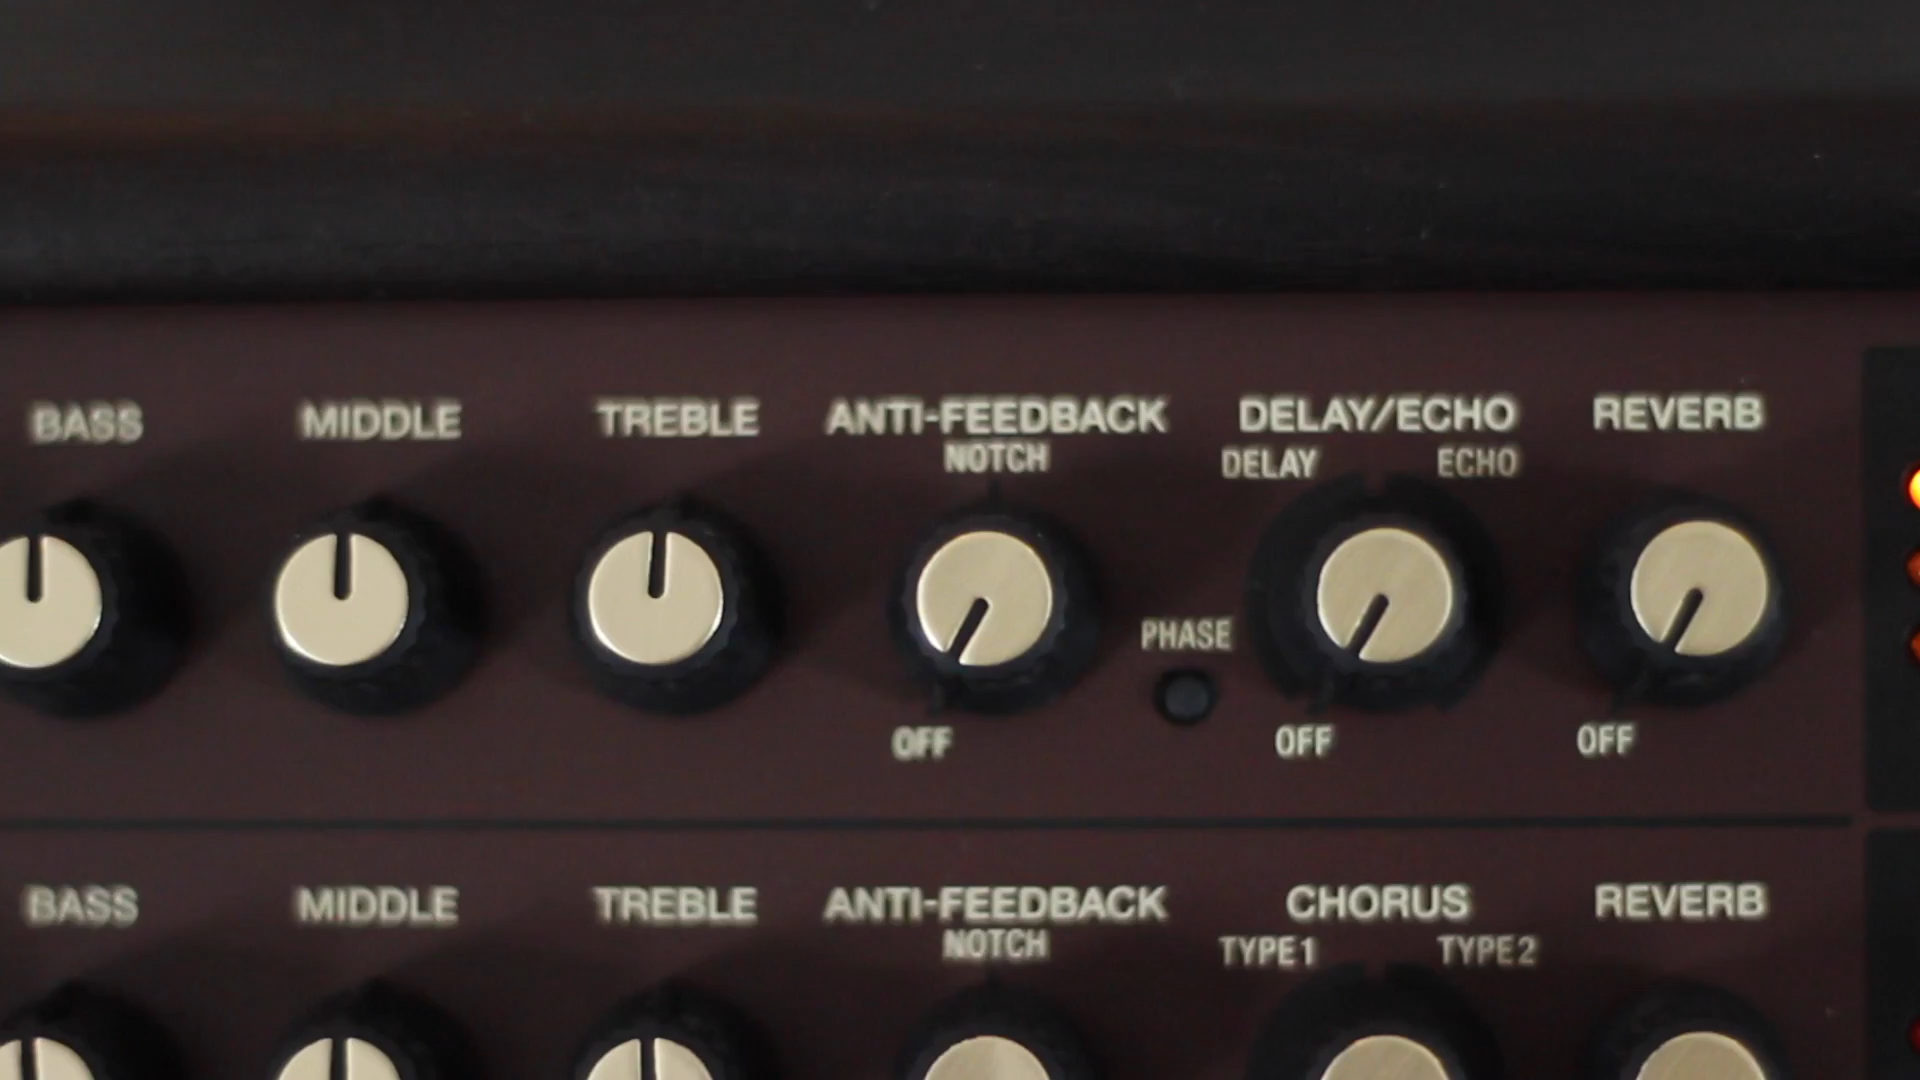 BASS MIDDLE TREBLE ANTI-FEEDBACK DELAY/ECHO REVERB
NOTCH DELAY ECHO
PHASE
OFF OFF OFF
BASS MIDDLE TREBLE ANTI-FEEDBACK CHORUS REVERB
NOTCH TYPE1 TYPE2